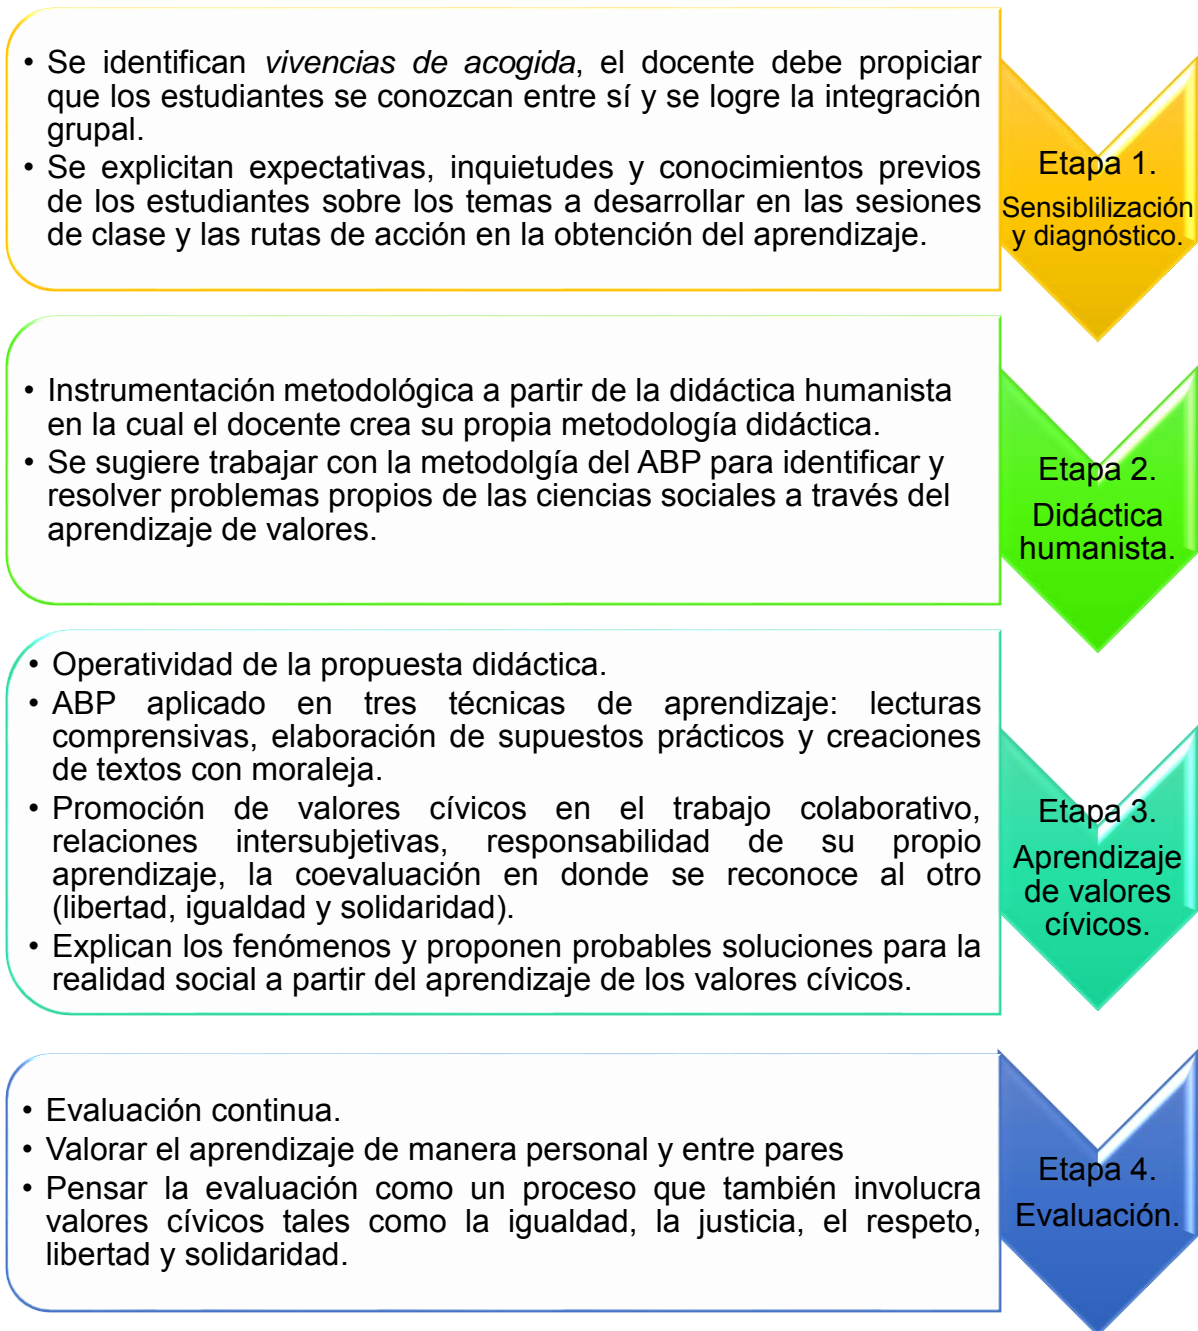 • Se identifican vivencias de acogida, el docente debe propiciar
que los estudiantes se conozcan entre sí y se logre la integración
grupal.
• Se explicitan expectativas, inquietudes y conocimientos previos
de los estudiantes sobre los temas a desarrollar en las sesiones
de clase y las rutas de acción en la obtención del aprendizaje.
Etapa 1.
Sensiblilización
y diagnóstico.
• Instrumentación metodológica a partir de la didáctica humanista
en la cual el docente crea su propia metodología didáctica.
• Se sugiere trabajar con la metodolgía del ABP para identificar y
resolver problemas propios de las ciencias sociales a través del
aprendizaje de valores.
Etapa 2.
Didáctica
humanista.
• Operatividad de la propuesta didáctica.
• ABP aplicado en tres técnicas de aprendizaje: lecturas
comprensivas, elaboración de supuestos prácticos y creaciones
de textos con moraleja.
• Promoción de valores cívicos en el trabajo colaborativo,
relaciones intersubjetivas, responsabilidad de su propio
aprendizaje, la coevaluación en donde se reconoce al otro
(libertad, igualdad y solidaridad).
• Explican los fenómenos y proponen probables soluciones para la
realidad social a partir del aprendizaje de los valores cívicos.
Etapa 3.
Aprendizaje
de valores
cívicos.
• Evaluación continua.
• Valorar el aprendizaje de manera personal y entre pares
• Pensar la evaluación como un proceso que también involucra
valores cívicos tales como la igualdad, la justicia, el respeto,
libertad y solidaridad.
Etapa 4.
Evaluación.